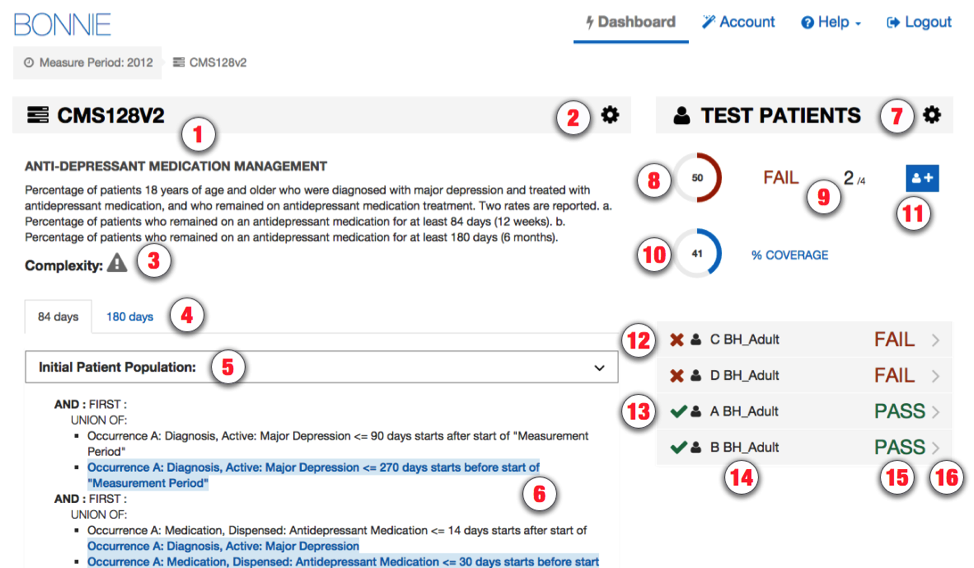 BONNIE
Dashboard Account Help Logout
Measure Period: 2012 CMS128v2
CMS128V2
1
2
TEST PATIENTS
7
ANTI-DEPRESSANT MEDICATION MANAGEMENT
Percentage of patients 18 years of age and older who were diagnosed with major depression and treated with
antidepressant medication, and who remained on antidepressant medication treatment. Two rates are reported. a.
Percentage of patients who remained on an antidepressant medication for at least 84 days (12 weeks). b.
Percentage of patients who remained on an antidepressant medication for at least 180 days (6 months).
Complexity:
3
84 days 180 days
4
Initial Patient Population:
5
AND : FIRST :
UNION OF:
Occurrence A: Diagnosis, Active: Major Depression <= 90 days starts after start of "Measurement
Period"
Occurrence A: Diagnosis, Active: Major Depression <= 270 days starts before start of
"Measurement Period"
6
AND : FIRST :
UNION OF:
Occurrence A: Medication, Dispensed: Antidepressant Medication <= 14 days starts after start of
Occurrence A: Diagnosis, Active: Major Depression
Occurrence A: Medication, Dispensed: Antidepressant Medication <= 30 days starts before start
8
50
FAIL
9
2 /4
11
10
41
% COVERAGE
12
C BH_Adult FAIL
D BH_Adult FAIL
13
A BH_Adult PASS
B BH_Adult PASS
14
15
16